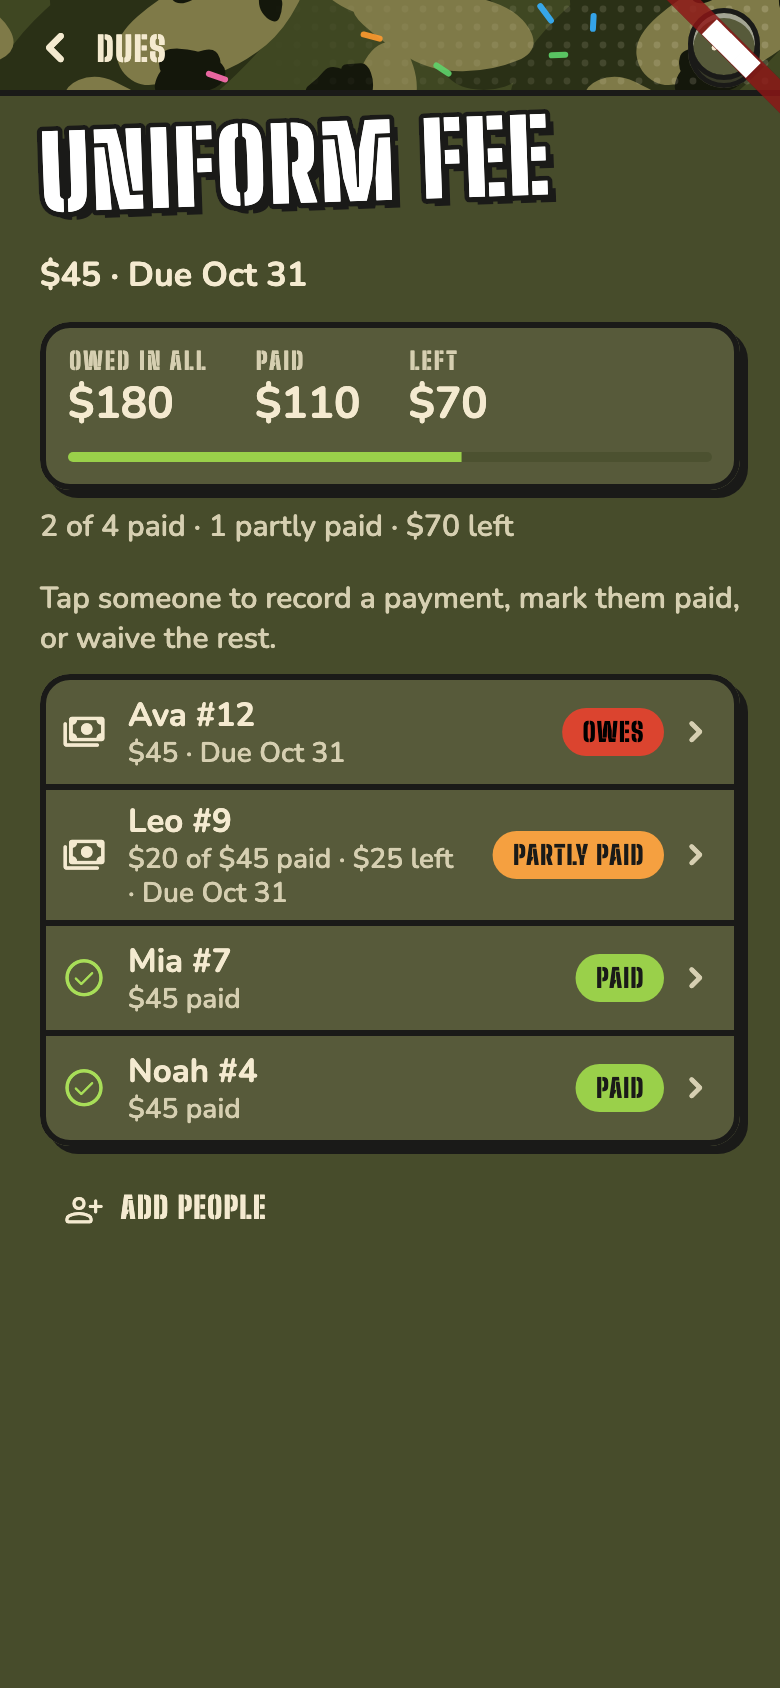 DUES
UNIFORM FEE
$45 · Due Oct 31
OWED IN ALL PAID LEFT
$180 $110 $70
2 of 4 paid · 1 partly paid · $70 left
Tap someone to record a payment, mark them paid,
or waive the rest.
Ava #12
$45 · Due Oct 31
OWES
Leo #9
$20 of $45 paid · $25 left
· Due Oct 31
PARTLY PAID
Mia #7
$45 paid
PAID
Noah #4
$45 paid
PAID
ADD PEOPLE